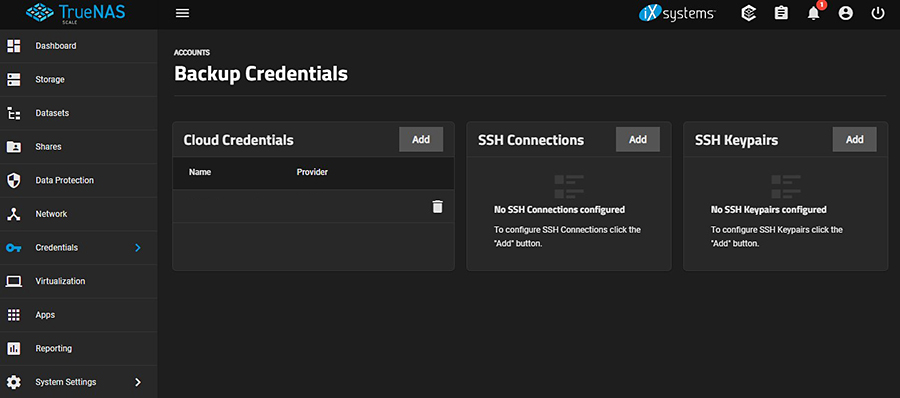 TrueNAS
SCALE
iXsystems™
1
Dashboard
Storage
Datasets
Shares
Data Protection
Network
Credentials
Virtualization
Apps
Reporting
System Settings
ACCOUNTS
Backup Credentials
Cloud Credentials
Add
Name Provider
SSH Connections
Add
No SSH Connections configured
To configure SSH Connections click the
"Add" button.
SSH Keypairs
Add
No SSH Keypairs configured
To configure SSH Keypairs click the
"Add" button.